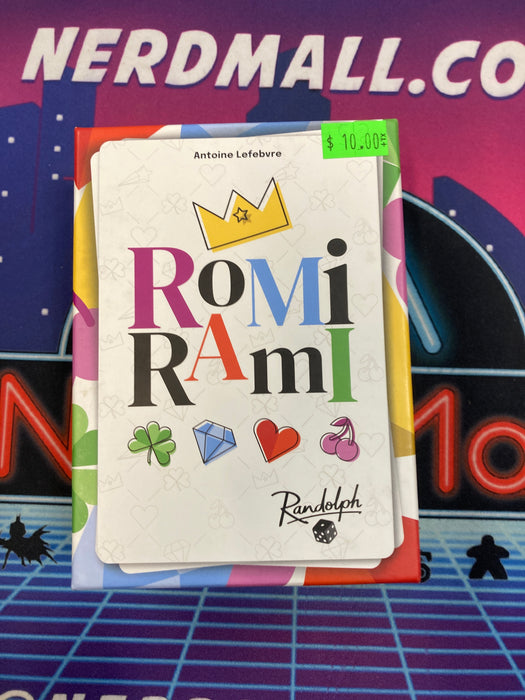 NERDMALL.CO
Antoine Lefebvre
$ 10.00
RoMi
RAmI
Randolph